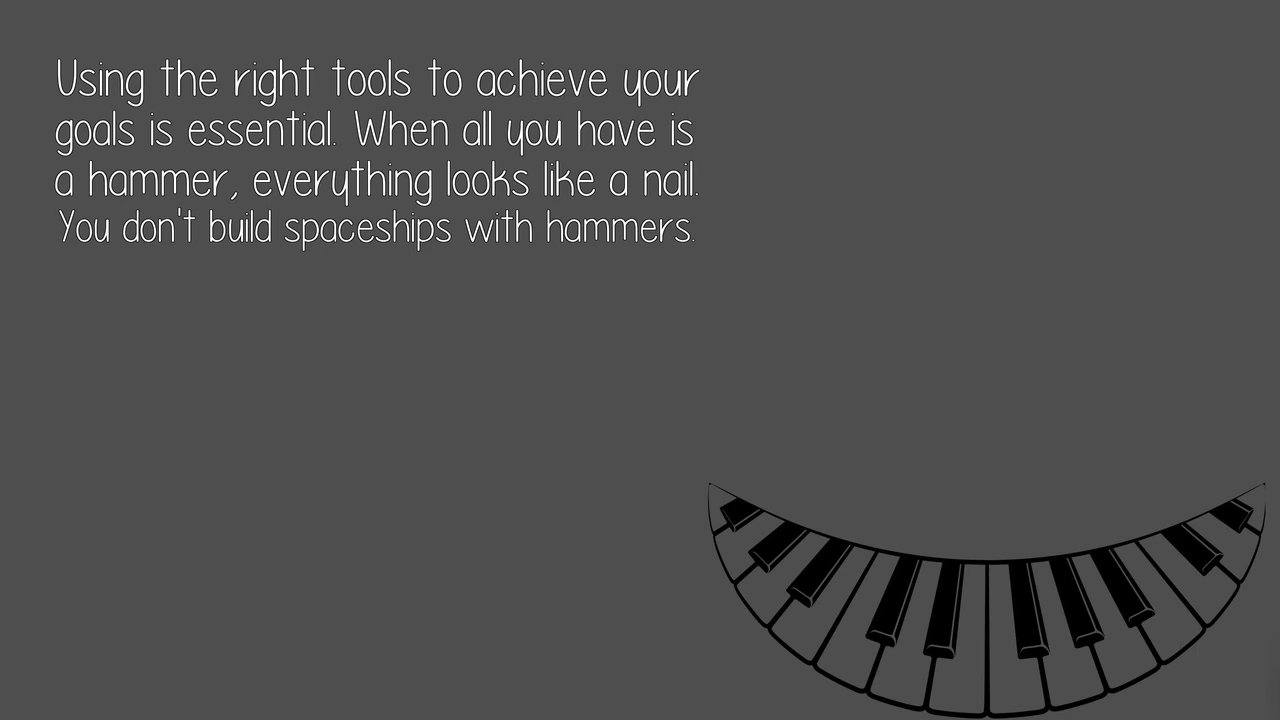 Using the right tools to achieve your
goals is essential. When all you have is
a hammer, everything looks like a nail.
You don't build spaceships with hammers.